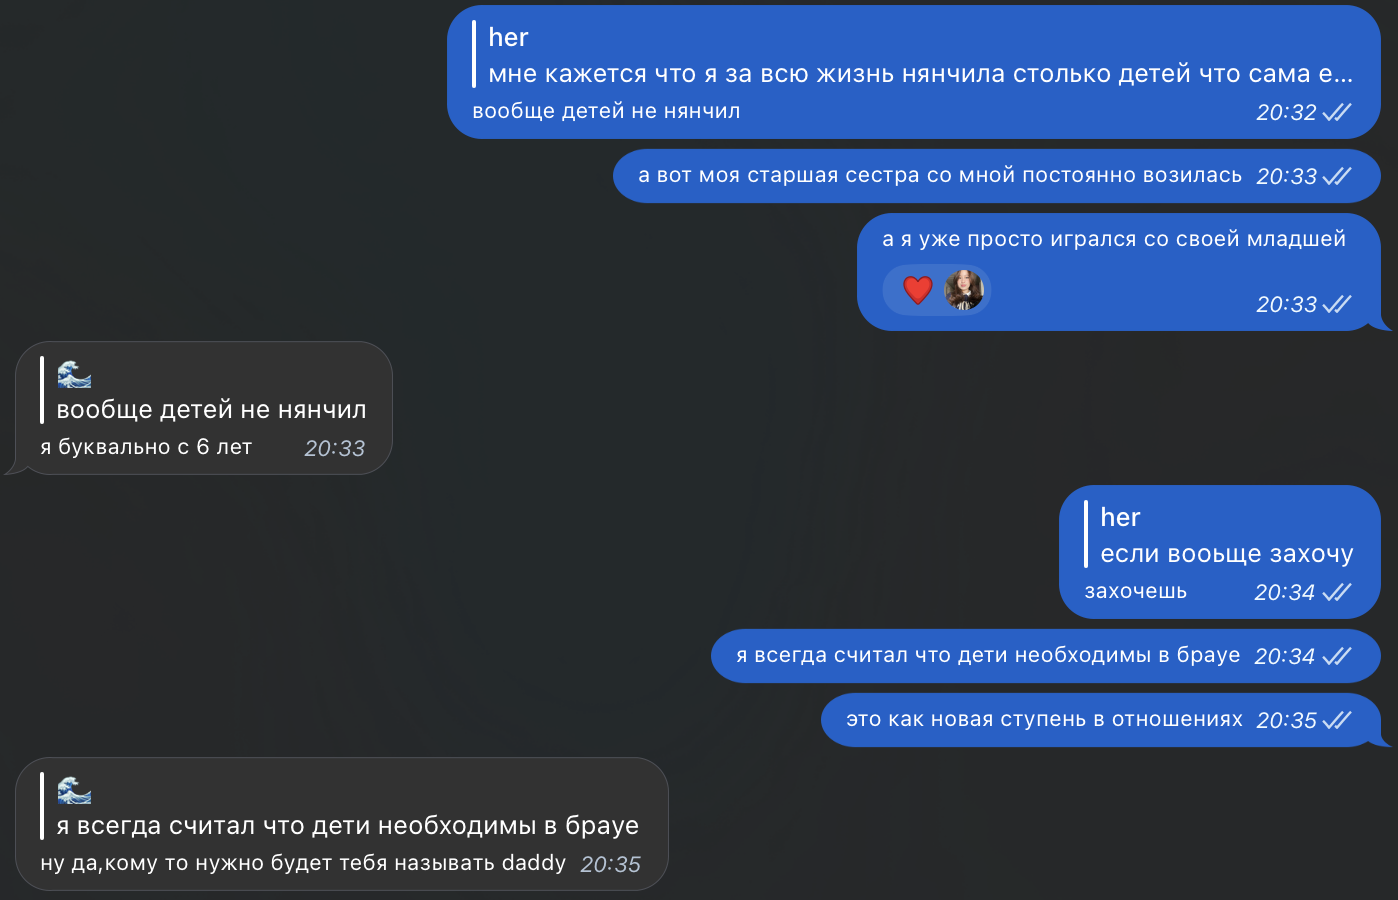 her
мне кажется что я за всю жизнь нянчила столько детей что сама е...
вообще детей не нянчил
20:32
а вот моя старшая сестра со мной постоянно возилась 20:33
а я уже просто игрался со своей младшей
20:33
вообще детей не нянчил
я буквально с 6 лет 20:33
her
если вооьще захочу
захочешь 20:34
я всегда считал что дети необходимы в брауе 20:34
это как новая ступень в отношениях 20:35
я всегда считал что дети необходимы в брауе
ну да,кому то нужно будет тебя называть daddy 20:35